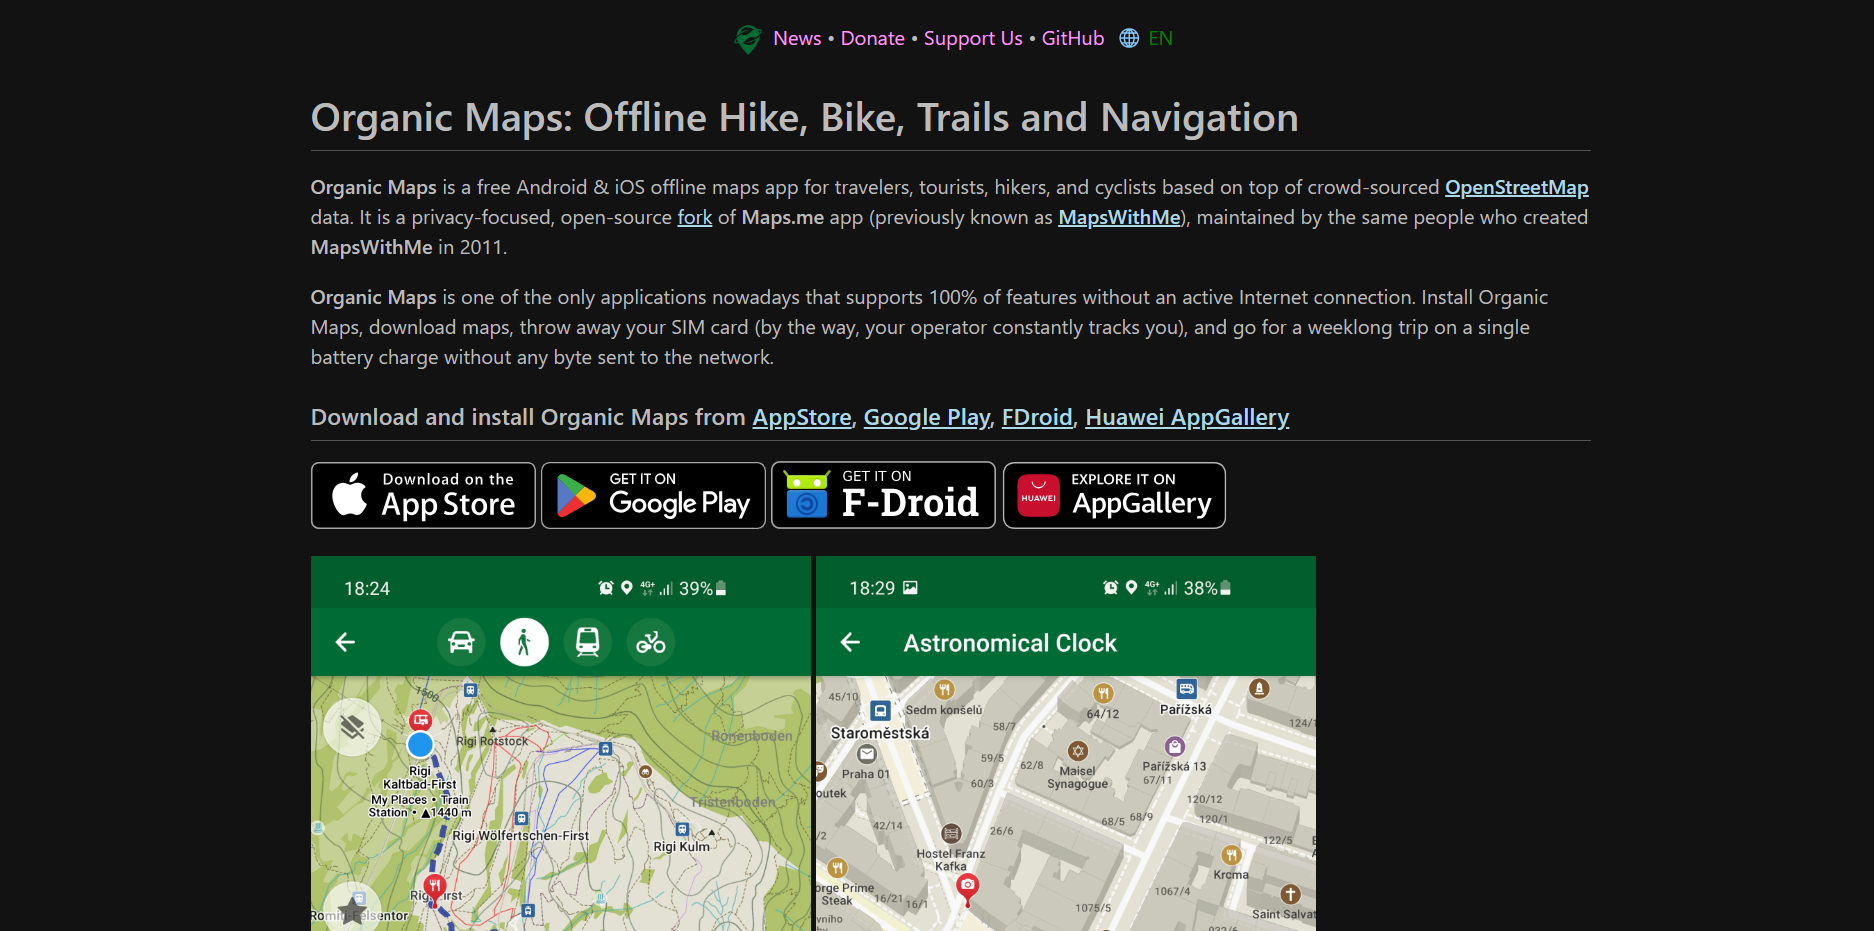 News • Donate • Support Us • GitHub EN
Organic Maps: Offline Hike, Bike, Trails and Navigation
Organic Maps is a free Android & iOS offline maps app for travelers, tourists, hikers, and cyclists based on top of crowd-sourced OpenStreetMap
data. It is a privacy-focused, open-source fork of Maps.me app (previously known as MapsWithMe), maintained by the same people who created
MapsWithMe in 2011.
Organic Maps is one of the only applications nowadays that supports 100% of features without an active Internet connection. Install Organic
Maps, download maps, throw away your SIM card (by the way, your operator constantly tracks you), and go for a weeklong trip on a single
battery charge without any byte sent to the network.
Download and install Organic Maps from AppStore, Google Play, FDroid, Huawei AppGallery
Download on the
App Store
GET IT ON
Google Play
GET IT ON
F-Droid
HUAWEI
EXPLORE IT ON
AppGallery
18:24 4G+ 39%
1500
Rigi Rotstock
Bonenboden
Rigi
Kaltbad-First
My Places • Train
Station • ▲1440 m
Tristenboden
Rigi Wölfertschen-First
Rigi Kulm
18:29 4G+ 38%
Astronomical Clock
45/10
Sedm konšelů
64/12
Pařížská
124/1
58/7
Staroměstská
Praha 01
59/5
62/8
60/3
Maisel
Synagogue
Pařížská 13
67/11
outek
120/12
120/1
68/5 68/9
42/14
26/6
122/5
/2
Hostel Franz
Kafka
Krcma
orge Prime
Steak
16/21
16/1
1067/4
1075/5
Saint Salvat
vního
932/6